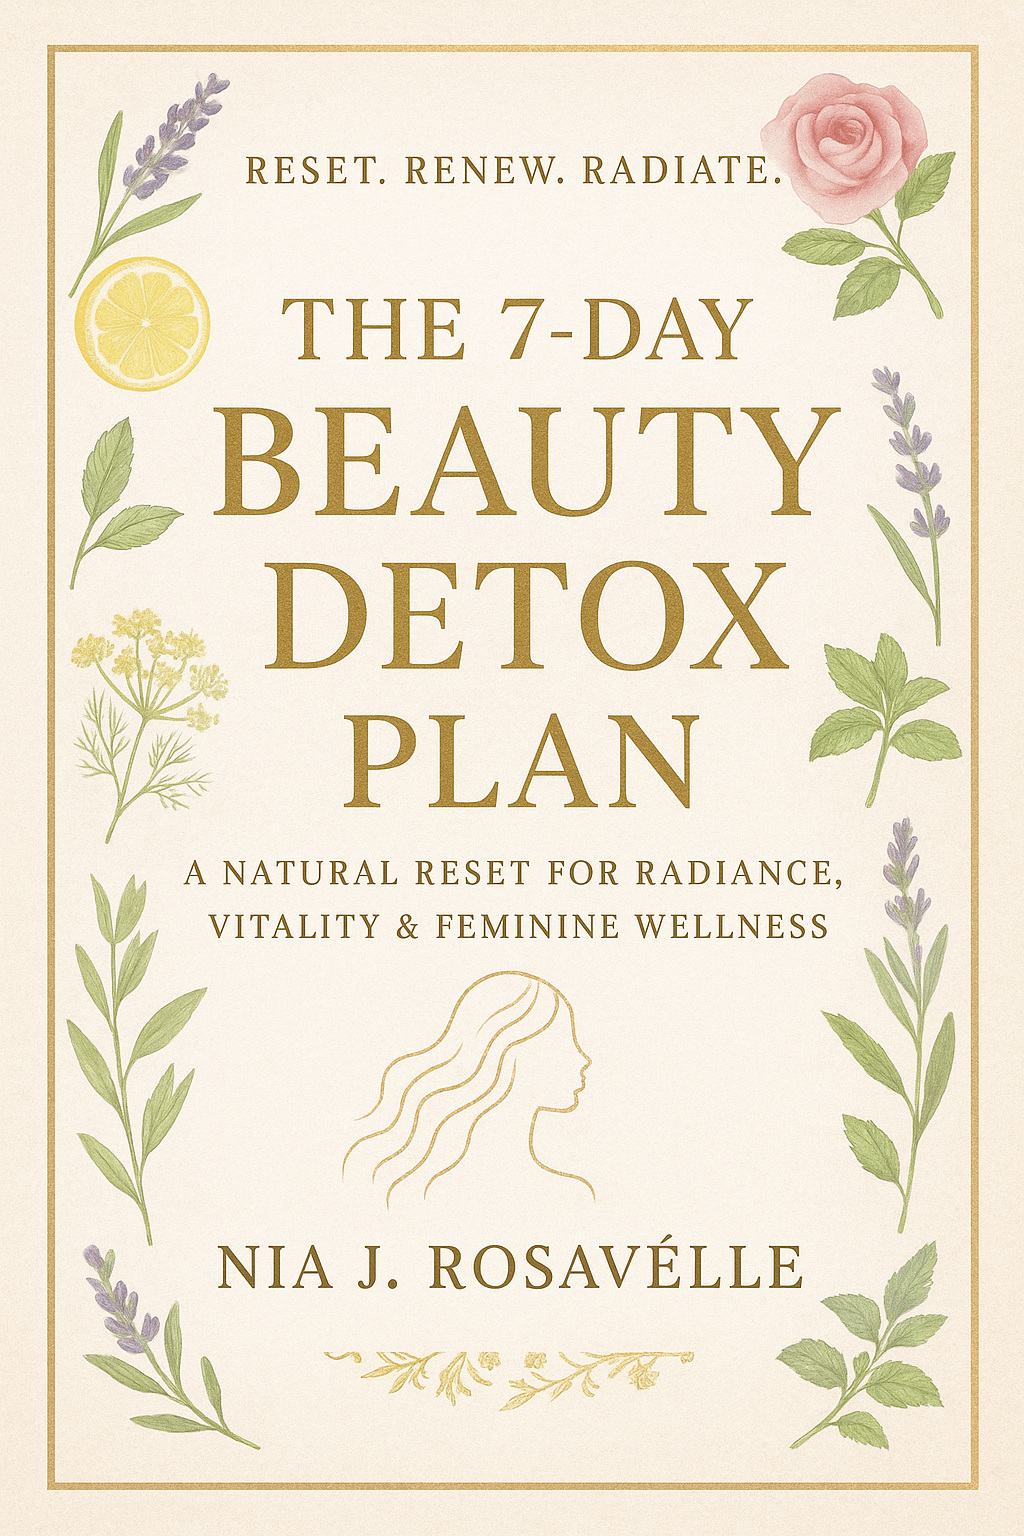 RESET. RENEW. RADIATE.
THE 7-DAY
BEAUTY
DETOX
PLAN
A NATURAL RESET FOR RADIANCE,
VITALITY & FEMININE WELLNESS
NIA J. ROSAVÉLLE